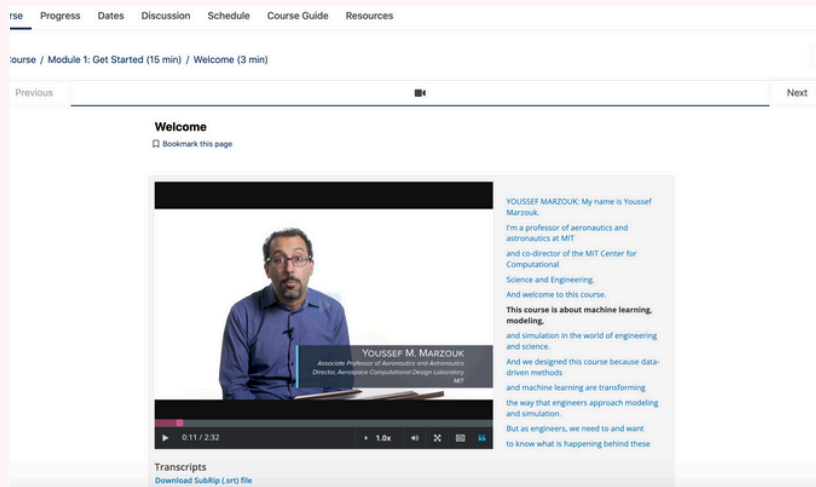 rse Progress Dates Discussion Schedule Course Guide Resources
ourse / Module 1: Get Started (15 min) / Welcome (3 min)
Previous Next
Welcome
Bookmark this page
YOUSSEF M. MARZOUK
Associate Professor of Aeronautics and Astronautics
Director, Aerospace Computational Design Laboratory
MIT
0:11 / 2:32 1.0x
YOUSSEF MARZOUK: My name is Youssef
Marzouk.
I'm a professor of aeronautics and
astronautics at MIT
and co-director of the MIT Center for
Computational
Science and Engineering.
And welcome to this course.
This course is about machine learning,
modeling,
and simulation in the world of engineering
and science.
And we designed this course because data-
driven methods
and machine learning are transforming
the way that engineers approach modeling
and simulation.
But as engineers, we need to and want
to know what is happening behind these
Transcripts
Download SubRip (.srt) file